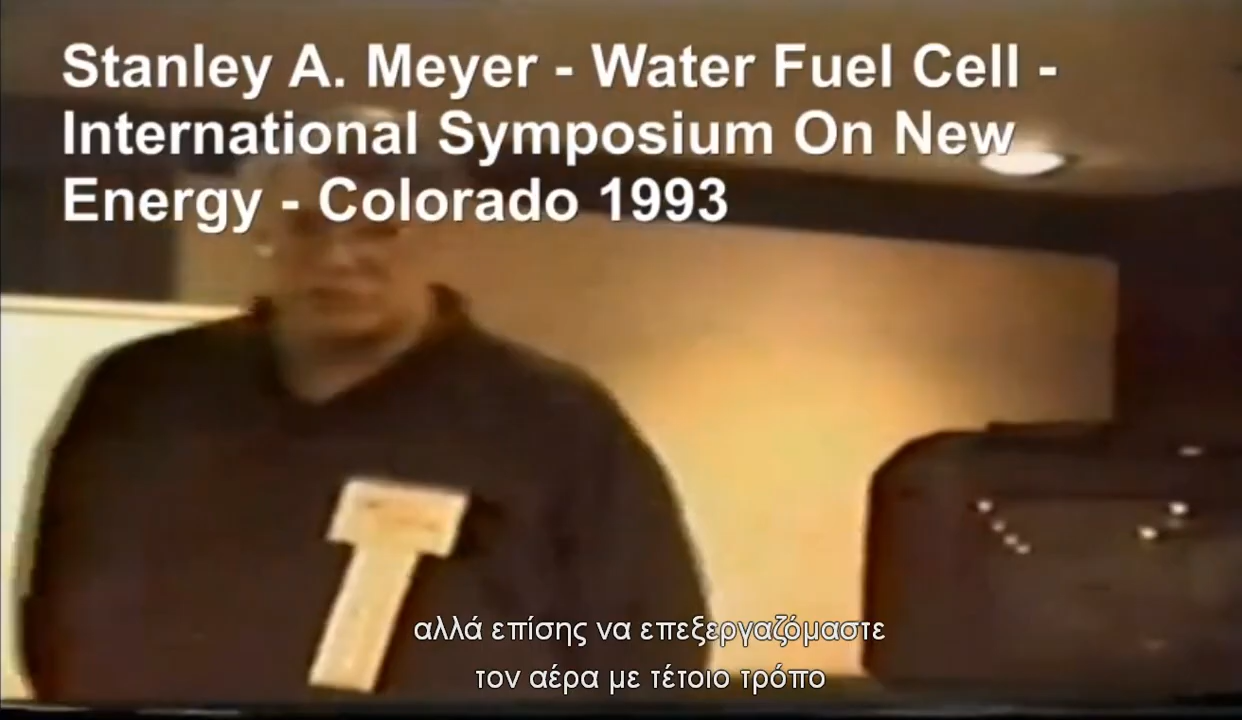 Stanley A. Meyer - Water Fuel Cell -
International Symposium On New
Energy - Colorado 1993
αλλά επίσης να επεξεργαζόμαστε
τον αέρα με τέτοιο τρόπο